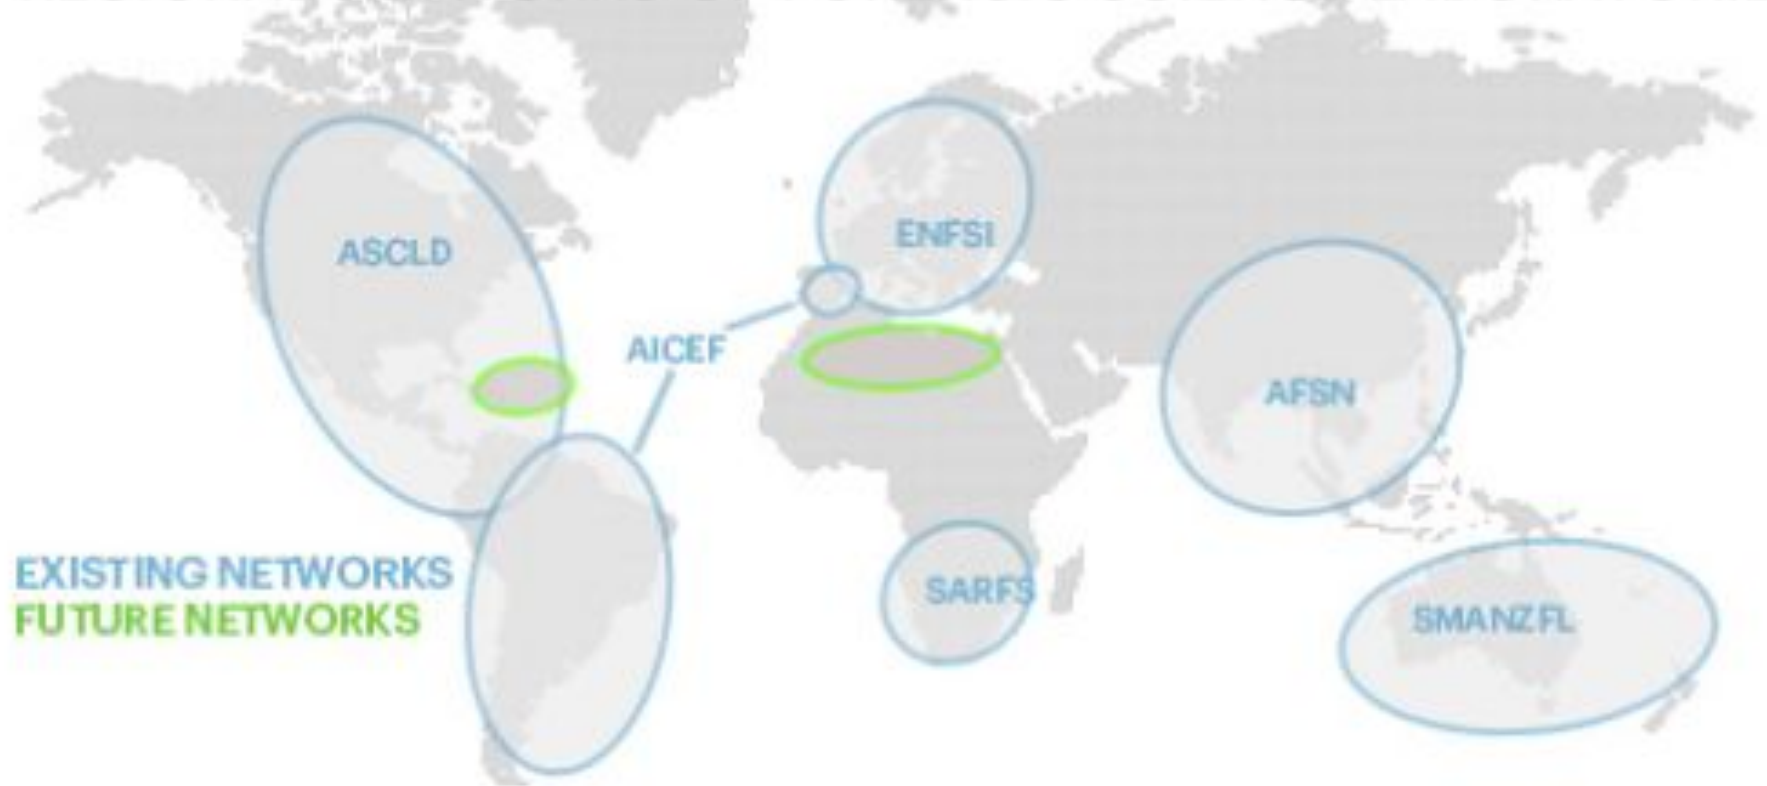 ASCLD
ENFSI
AICEF
AFSN
SARFS
SMANZFL
EXISTING NETWORKS
FUTURE NETWORKS